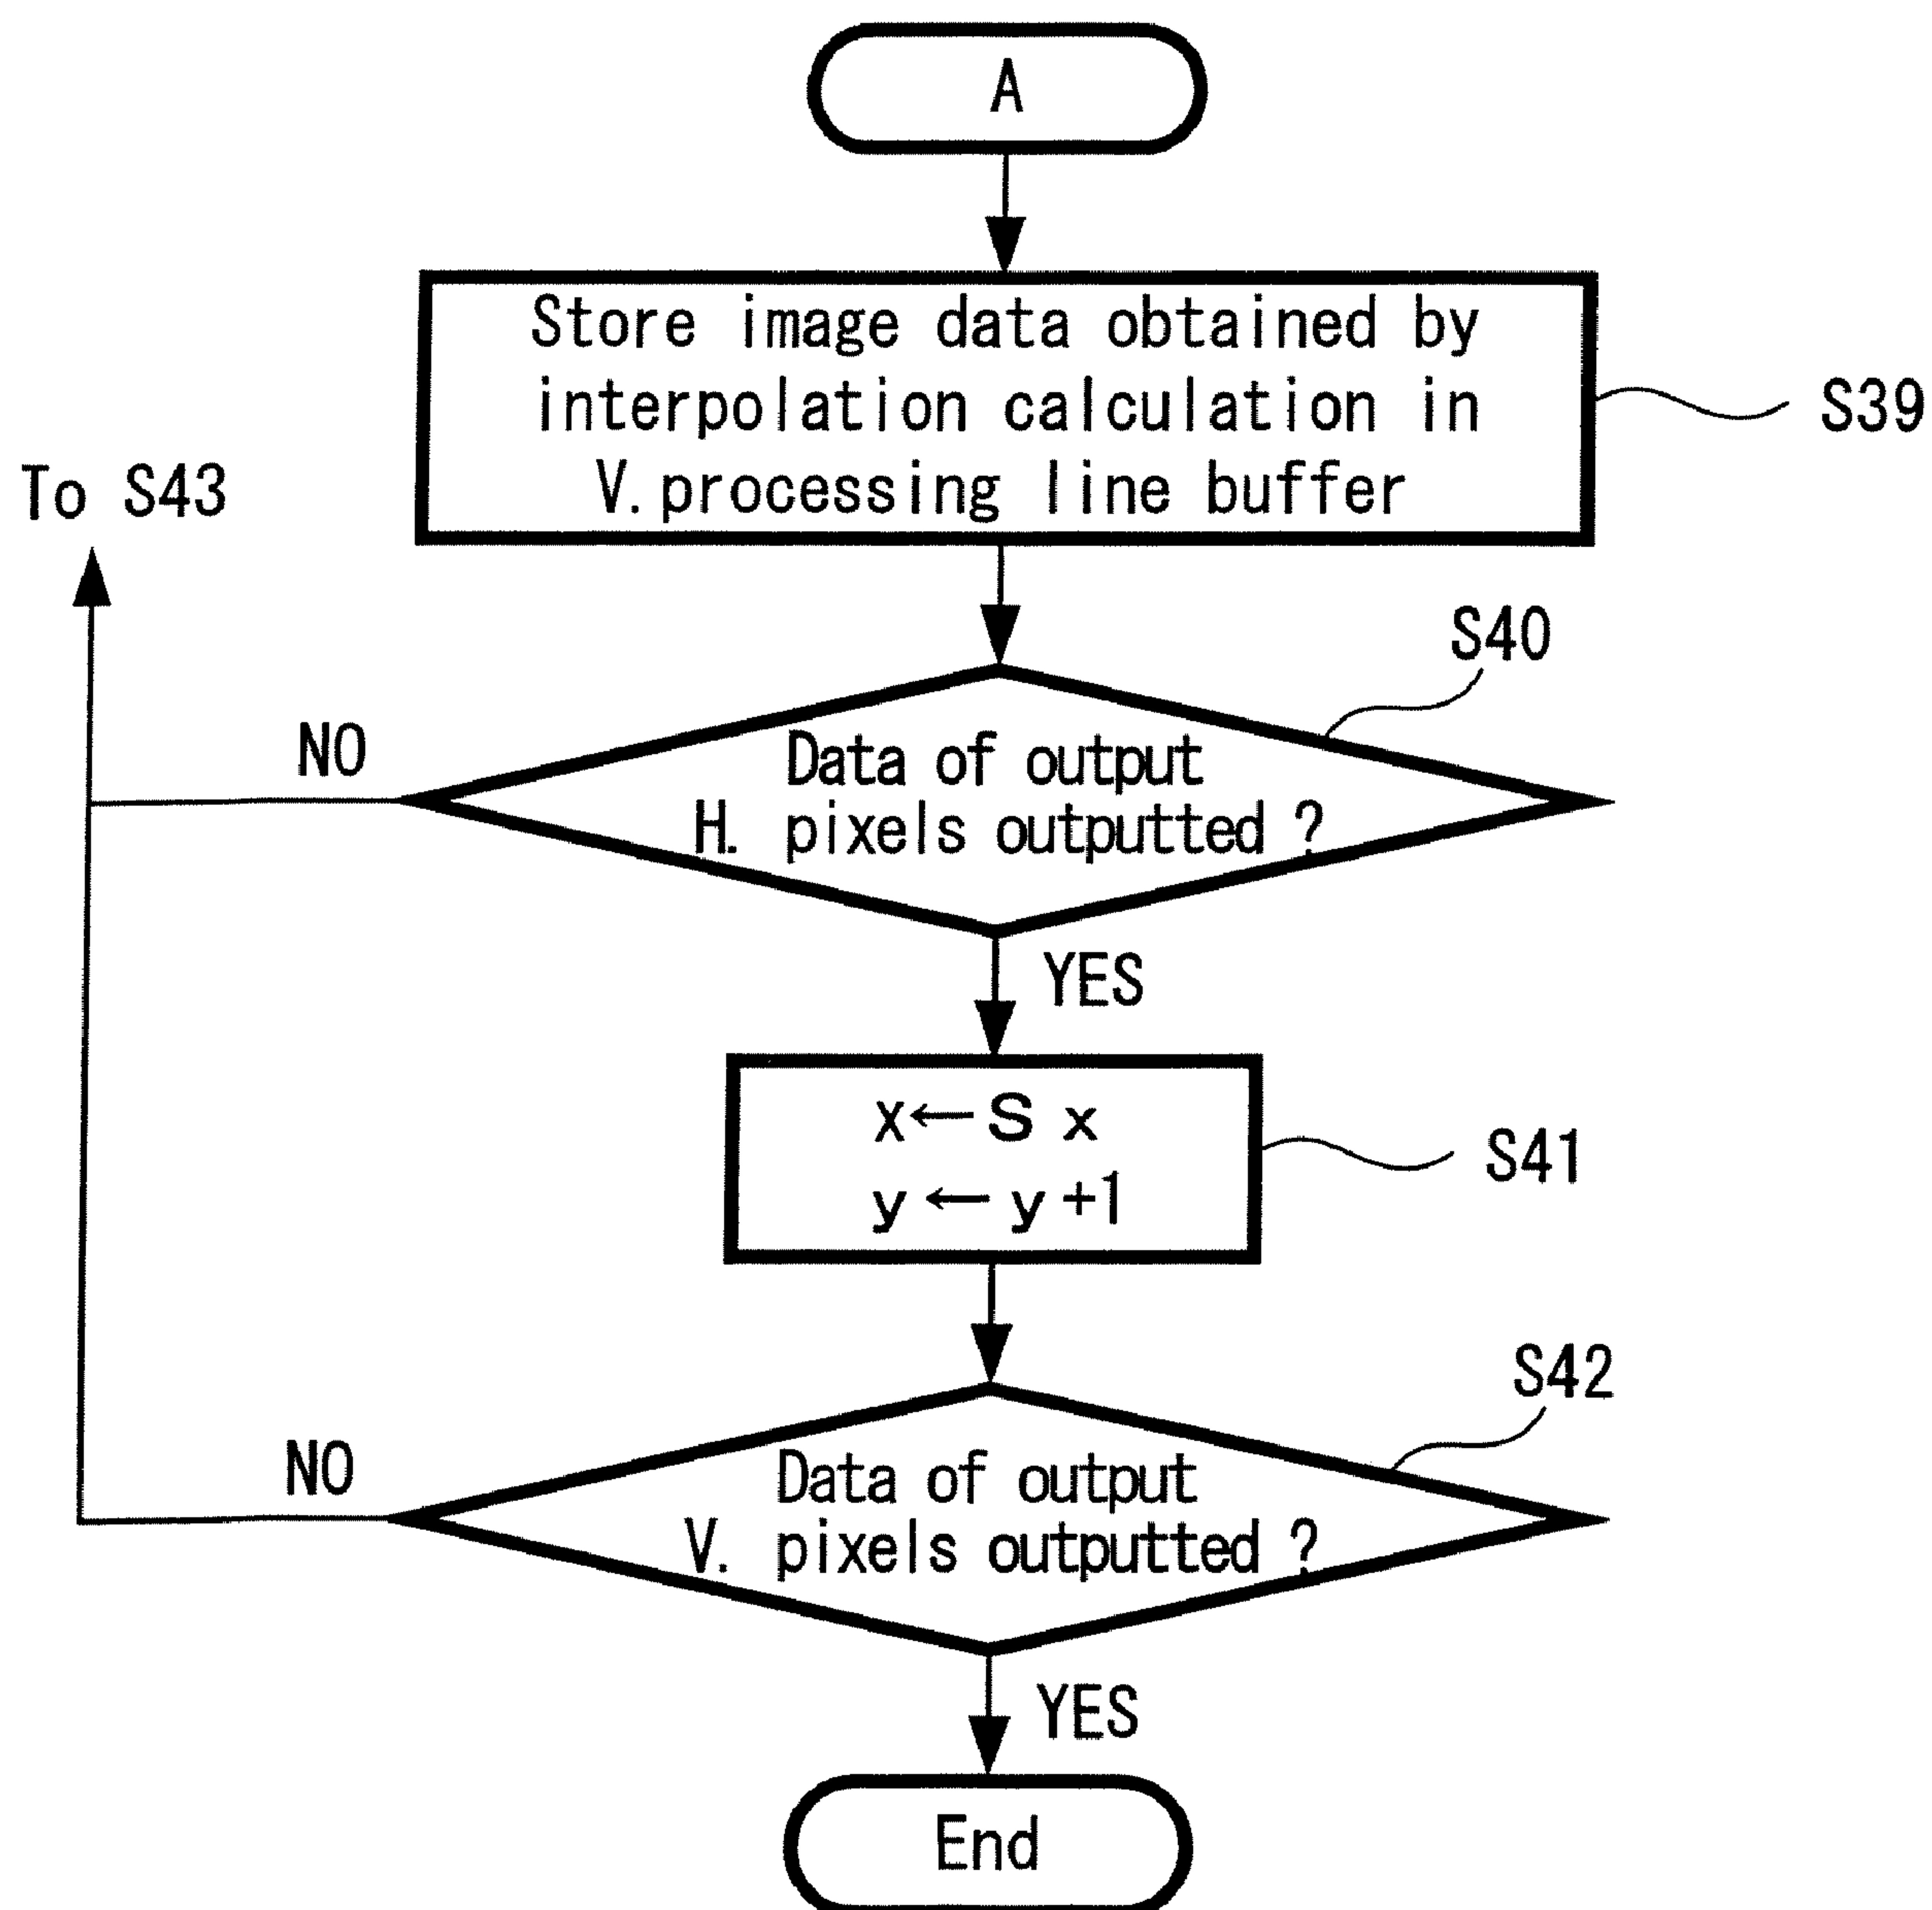 A
Store image data obtained by
interpolation calculation in
V. processing line buffer
S39
To S43
S40
NO
Data of output
H. pixels outputted ?
YES
x←S x
y←y+1
S41
S42
NO
Data of output
V. pixels outputted ?
YES
End